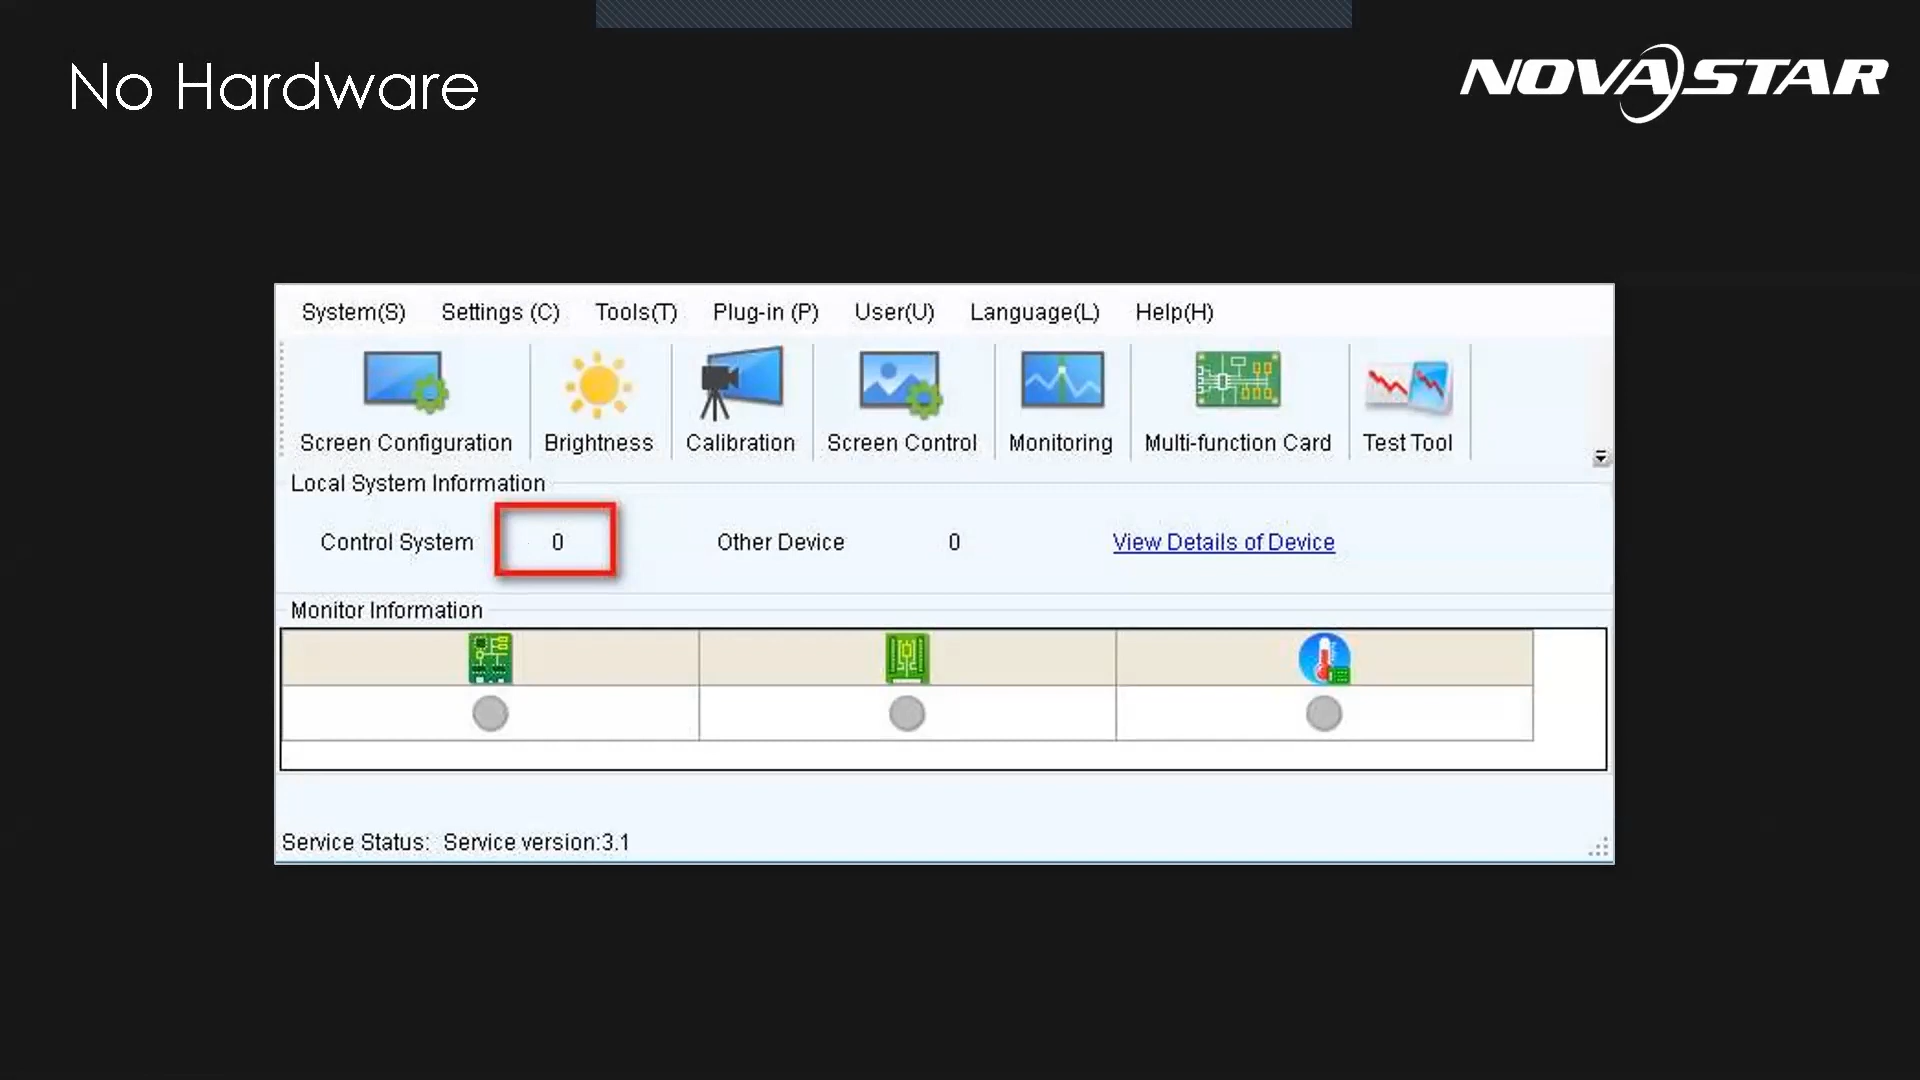 No Hardware
NOVASTAR
System(S) Settings (C) Tools(T) Plug-in (P) User(U) Language(L) Help(H)
Screen Configuration Brightness Calibration Screen Control Monitoring Multi-function Card Test Tool
Local System Information
Control System 0 Other Device 0 View Details of Device
Monitor Information
Service Status: Service version:3.1